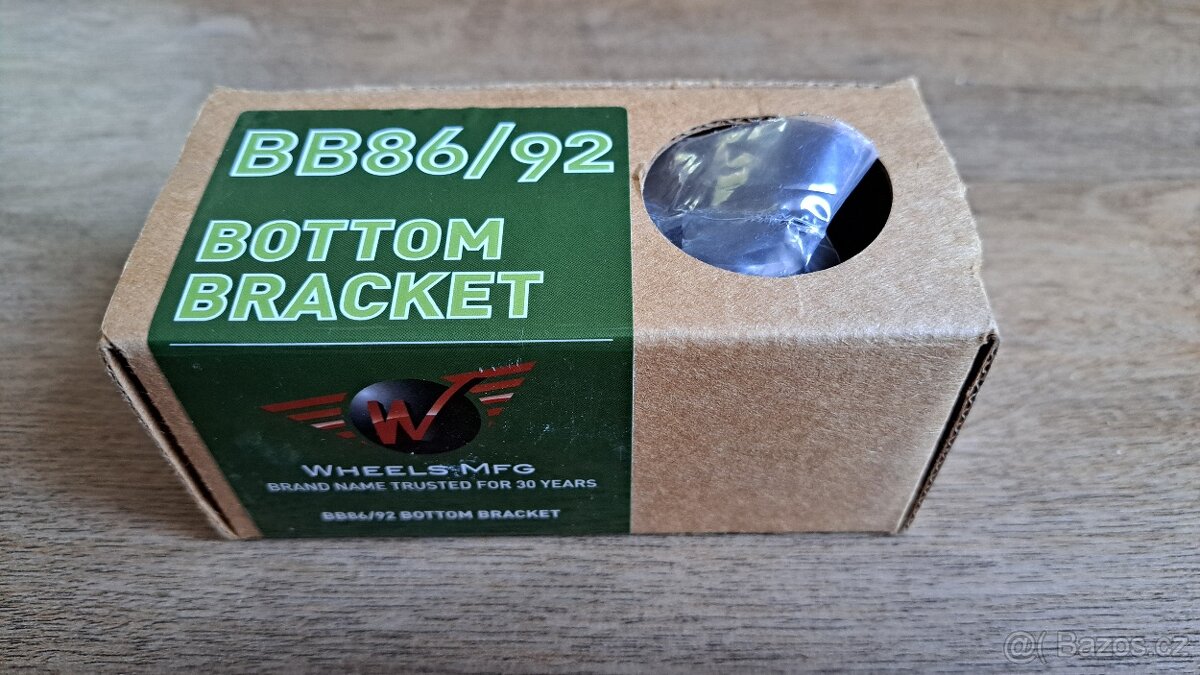 BB86/92
BOTTOM
BRACKET
W
WHEELS MFG
BRAND NAME TRUSTED FOR 30 YEARS
BB86/92 BOTTOM BRACKET
@( Bazos.cz